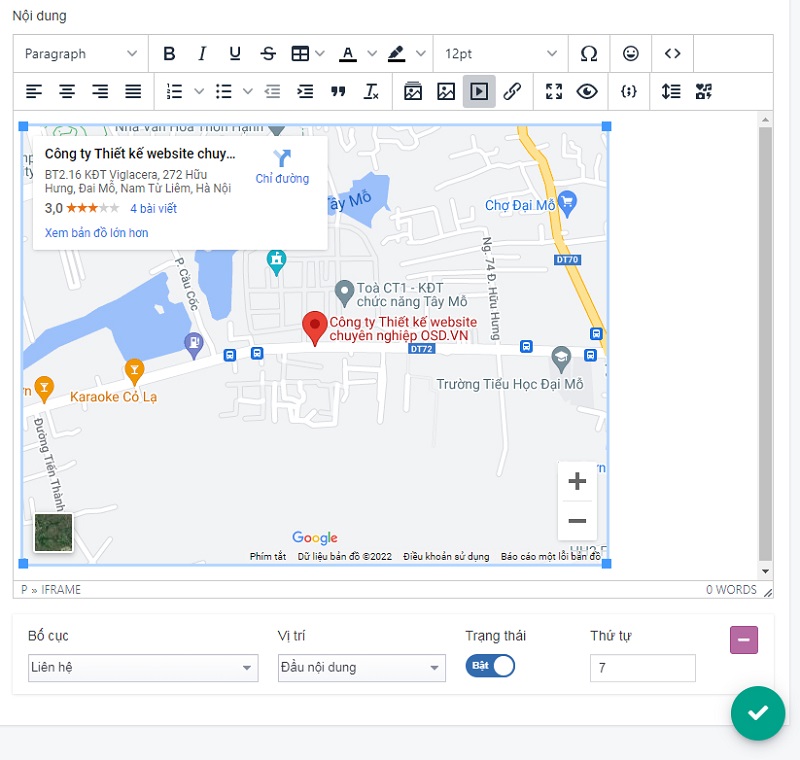 Nội dung
Paragraph
B I U S A 12pt Ω
Nhà Văn Hoá Thôn Hạnh
Công ty Thiết kế website chuy...
BT2.16 KĐT Viglacera, 272 Hữu
Hưng, Đai Mỗ, Nam Từ Liêm, Hà Nội
3,0 4 bài viết
Xem bản đồ lớn hơn
Chỉ đường
Tây Mỗ
Chợ Đại Mỗ
DT70
P. Cầu Cốc
Ng. 74 Đ. Hữu Hưng
Toà CT1 - KĐT
chức năng Tây Mỗ
Công ty Thiết kế website
chuyên nghiệp OSD.VN
DT72
Trường Tiểu Học Đại Mỗ
Karaoke Cỏ Lạ
Đường Tiến Thành
+
−
Google
Phím tắt Dữ liệu bản đồ ©2022 Điều khoản sử dụng Báo cáo một lỗi bản đồ
P » IFRAME 0 WORDS
Bố cục Vị trí Trạng thái Thứ tự
Liên hệ Đầu nội dung Bật 7